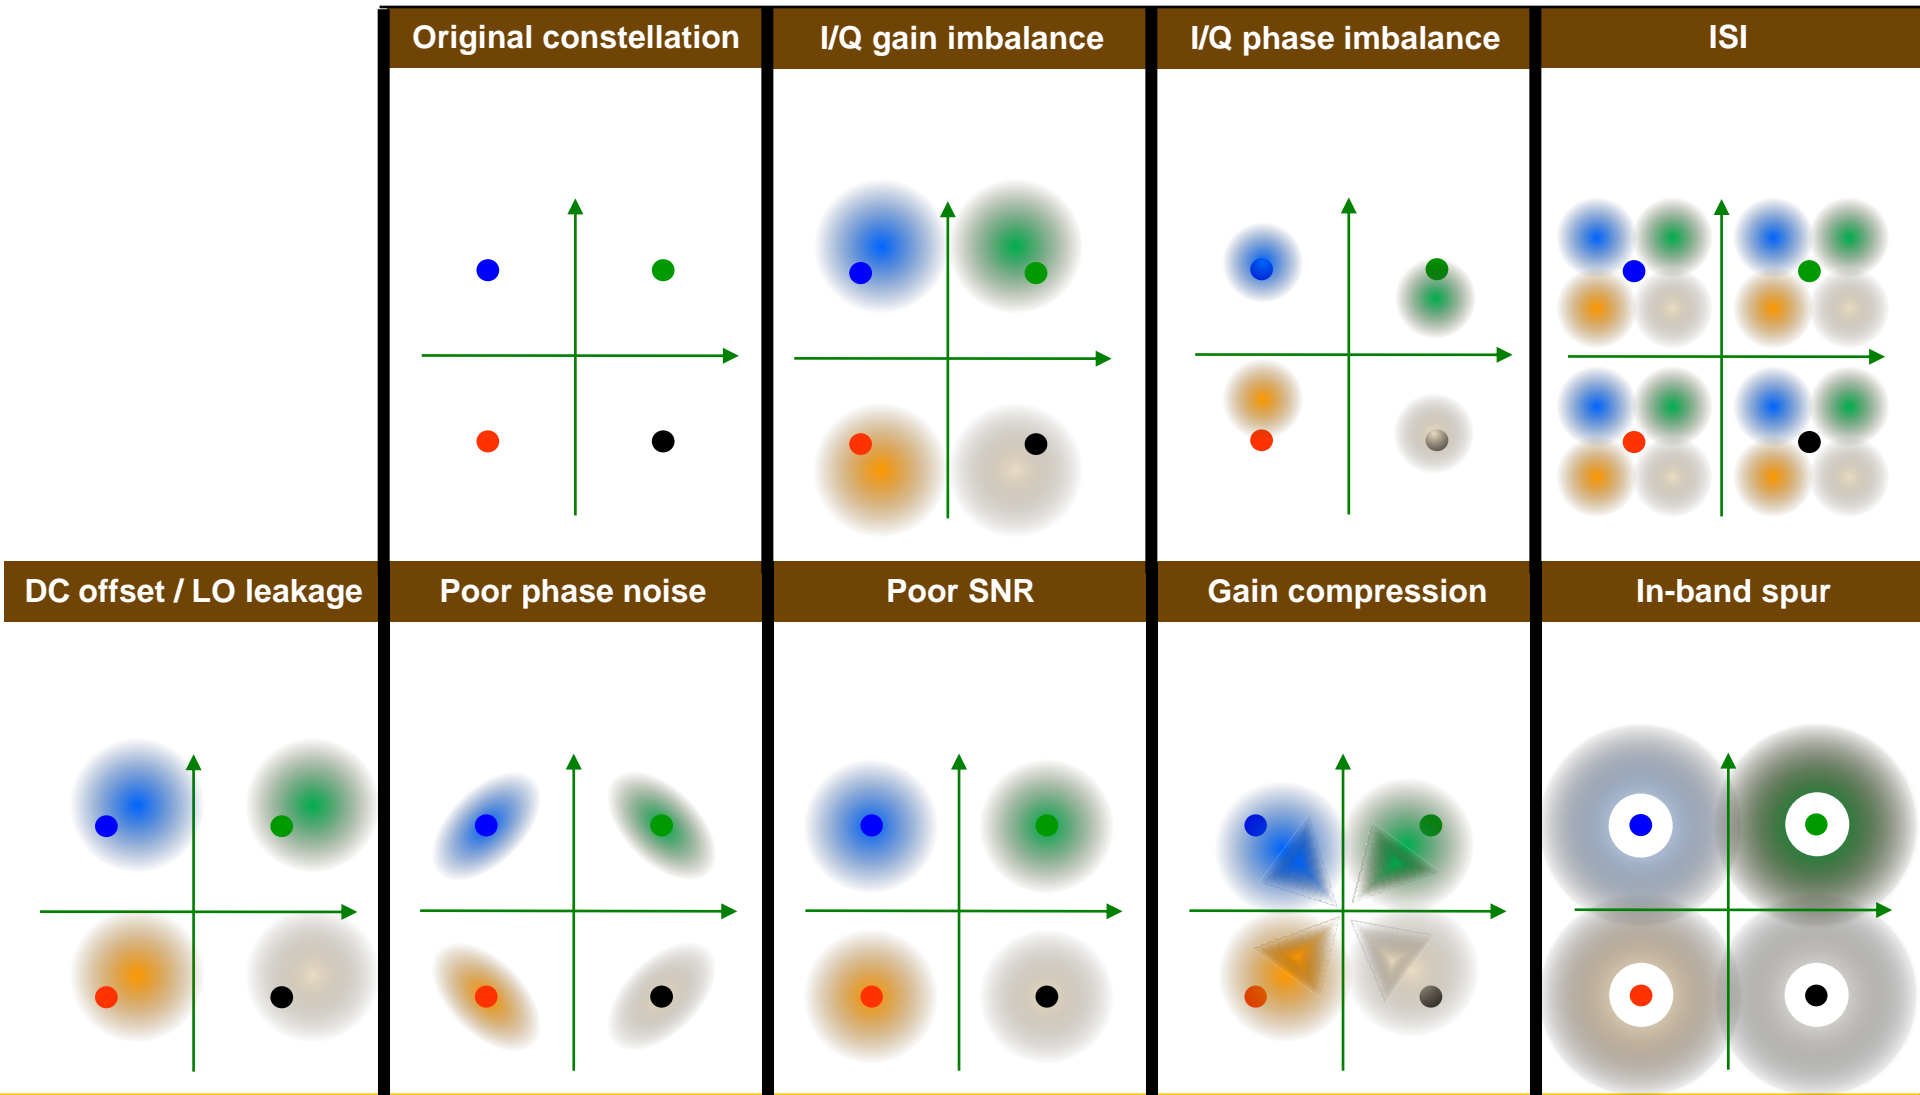 Original constellation
I/Q gain imbalance
I/Q phase imbalance
ISI
DC offset / LO leakage
Poor phase noise
Poor SNR
Gain compression
In-band spur